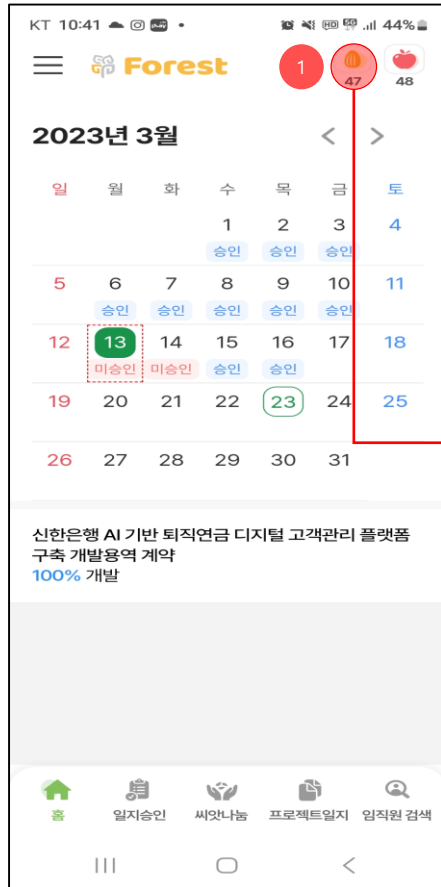 KT 10:41
44%
Forest
1
47
48
2023년 3월
< >
일 월 화 수 목 금 토
1 2 3 4
승인 승인 승인
5 6 7 8 9 10 11
승인 승인 승인 승인 승인
12 13 14 15 16 17 18
미승인 미승인 승인 승인
19 20 21 22 23 24 25
26 27 28 29 30 31
신한은행 AI 기반 퇴직연금 디지털 고객관리 플랫폼
구축 개발용역 계약
100% 개발
홈 일지승인 씨앗나눔 프로젝트일지 임직원 검색